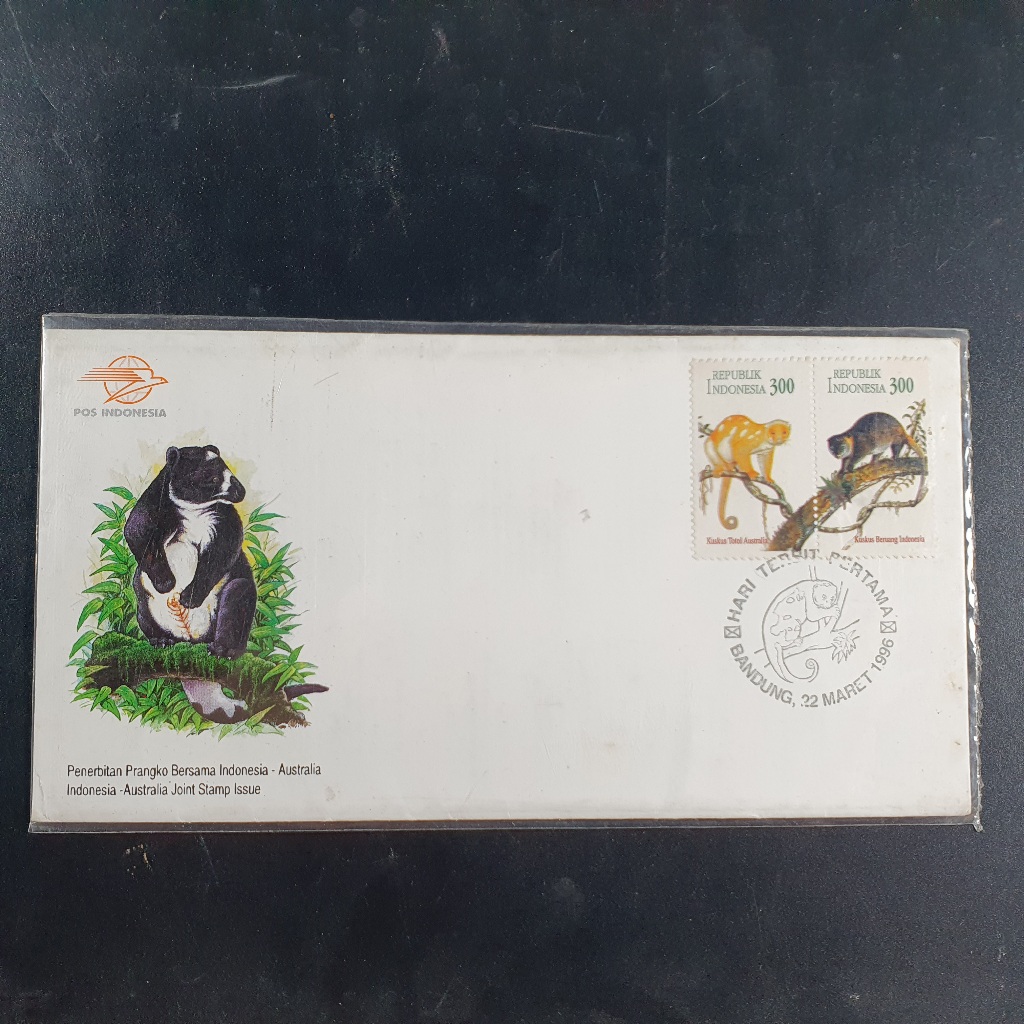 POS INDONESIA
REPUBLIK
INDONESIA 300
REPUBLIK
INDONESIA 300
Kuskus Totol Australia
Kuskus Beruang Indonesia
HARI TERBIT PERTAMA
BANDUNG, 22 MARET 1996
Penerbitan Prangko Bersama Indonesia - Australia
Indonesia -Australia Joint Stamp Issue